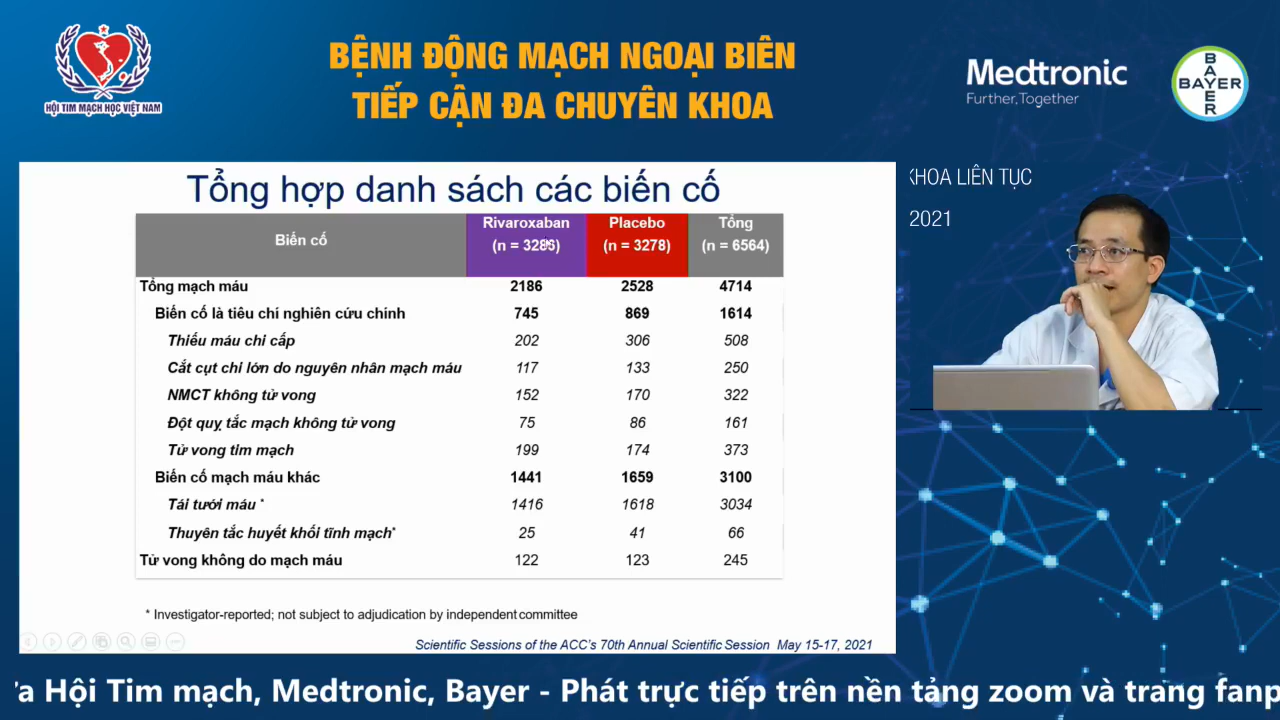 BỆNH ĐỘNG MẠCH NGOẠI BIÊN
TIẾP CẬN ĐA CHUYÊN KHOA
HỘI TIM MẠCH HỌC VIỆT NAM
Medtronic
Further, Together
BAYER
BAYER
KHOA LIÊN TỤC
2021
Tổng hợp danh sách các biến cố
Biến cố Rivaroxaban (n = 3286) Placebo (n = 3278) Tổng (n = 6564)
Tổng mạch máu 2186 2528 4714
Biến cố là tiêu chí nghiên cứu chính 745 869 1614
Thiếu máu chi cấp 202 306 508
Cắt cụt chi lớn do nguyên nhân mạch máu 117 133 250
NMCT không tử vong 152 170 322
Đột quỵ tắc mạch không tử vong 75 86 161
Tử vong tim mạch 199 174 373
Biến cố mạch máu khác 1441 1659 3100
Tái tưới máu * 1416 1618 3034
Thuyên tắc huyết khối tĩnh mạch* 25 41 66
Tử vong không do mạch máu 122 123 245
* Investigator-reported; not subject to adjudication by independent committee
Scientific Sessions of the ACC's 70th Annual Scientific Session May 15-17, 2021
Hội Tim mạch, Medtronic, Bayer - Phát trực tiếp trên nền tảng zoom và trang fanp